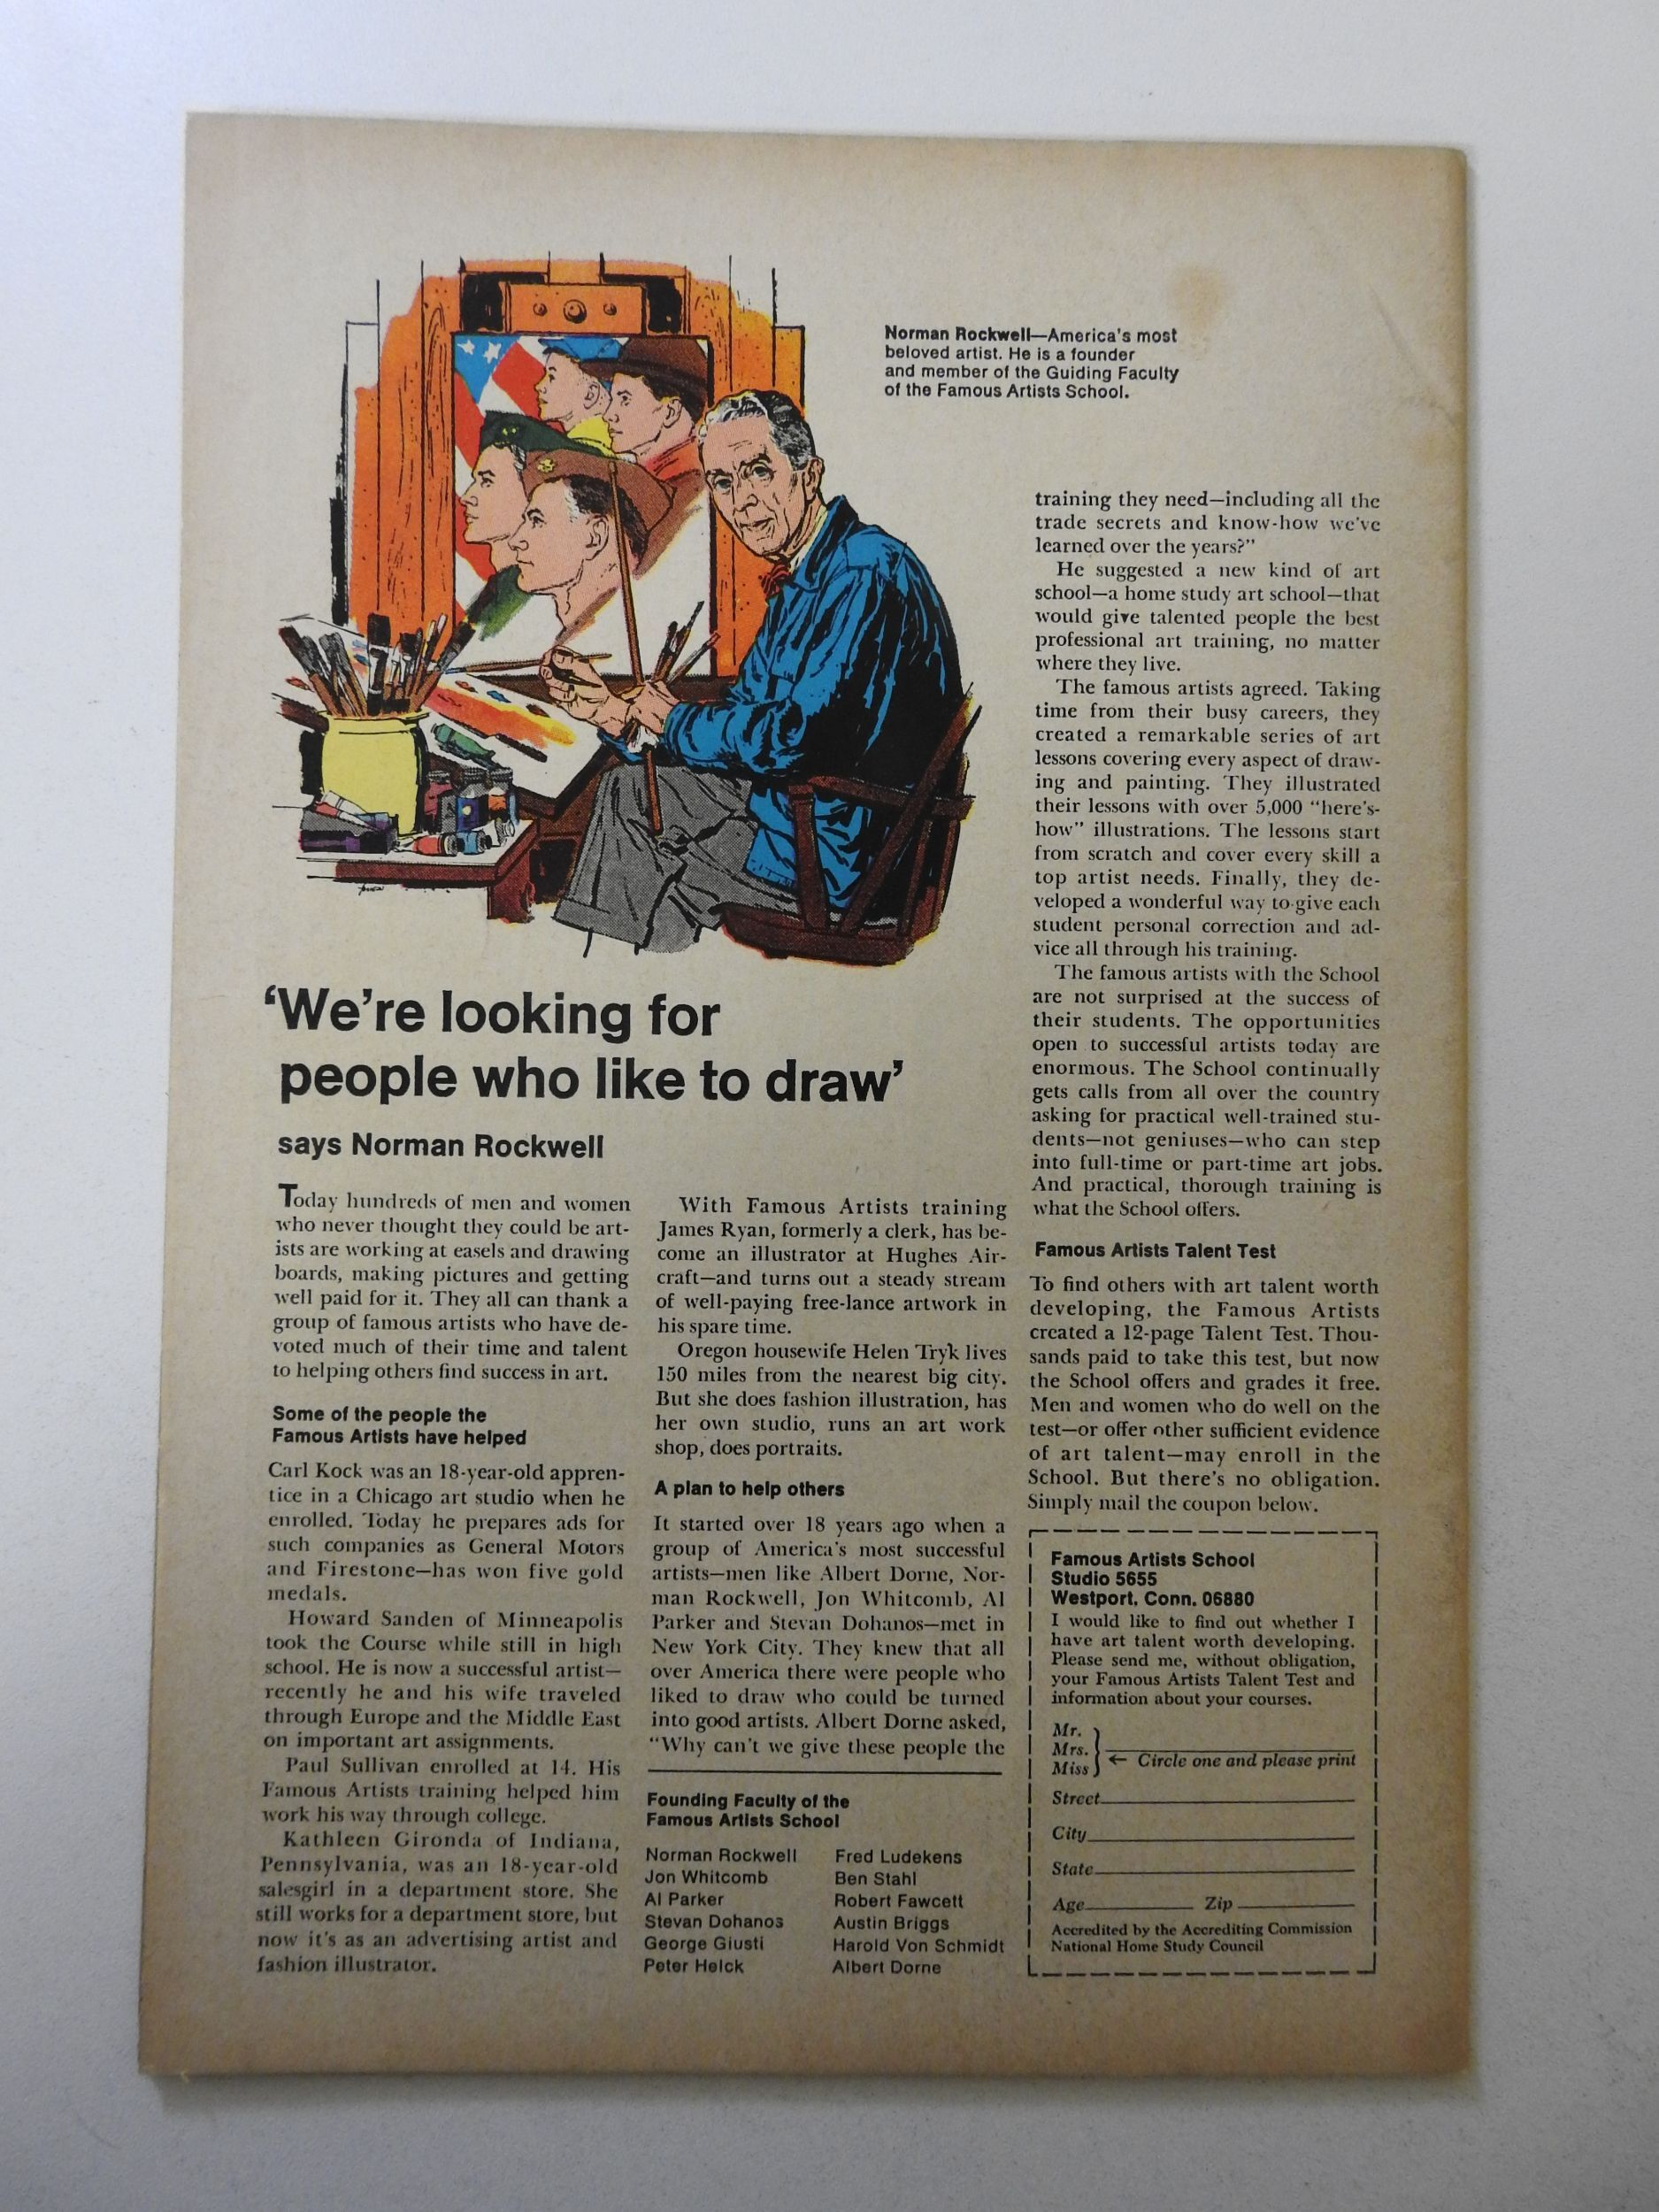 Norman Rockwell—America's most
beloved artist. He is a founder
and member of the Guiding Faculty
of the Famous Artists School.
'We're looking for
people who like to draw'
says Norman Rockwell
Today hundreds of men and women
who never thought they could be art-
ists are working at easels and drawing
boards, making pictures and getting
well paid for it. They all can thank a
group of famous artists who have de-
voted much of their time and talent
to helping others find success in art.
Some of the people the
Famous Artists have helped
Carl Kock was an 18-year-old appren-
tice in a Chicago art studio when he
enrolled. Today he prepares ads for
such companies as General Motors
and Firestone—has won five gold
medals.
Howard Sanden of Minneapolis
took the Course while still in high
school. He is now a successful artist—
recently he and his wife traveled
through Europe and the Middle East
on important art assignments.
Paul Sullivan enrolled at 14. His
Famous Artists training helped him
work his way through college.
Kathleen Gironda of Indiana,
Pennsylvania, was an 18-year-old
salesgirl in a department store. She
still works for a department store, but
now it's as an advertising artist and
fashion illustrator.
With Famous Artists training
James Ryan, formerly a clerk, has be-
come an illustrator at Hughes Air-
craft—and turns out a steady stream
of well-paying free-lance artwork in
his spare time.
Oregon housewife Helen Tryk lives
150 miles from the nearest big city.
But she does fashion illustration, has
her own studio, runs an art work
shop, does portraits.
A plan to help others
It started over 18 years ago when a
group of America's most successful
artists—men like Albert Dorne, Nor-
man Rockwell, Jon Whitcomb, Al
Parker and Stevan Dohanos—met in
New York City. They knew that all
over America there were people who
liked to draw who could be turned
into good artists. Albert Dorne asked,
"Why can't we give these people the
Founding Faculty of the
Famous Artists School
Norman Rockwell
Jon Whitcomb
Al Parker
Stevan Dohanos
George Giusti
Peter Helck
Fred Ludekens
Ben Stahl
Robert Fawcett
Austin Briggs
Harold Von Schmidt
Albert Dorne
training they need—including all the
trade secrets and know-how we've
learned over the years?"
He suggested a new kind of art
school—a home study art school—that
would give talented people the best
professional art training, no matter
where they live.
The famous artists agreed. Taking
time from their busy careers, they
created a remarkable series of art
lessons covering every aspect of draw-
ing and painting. They illustrated
their lessons with over 5,000 "here's-
how" illustrations. The lessons start
from scratch and cover every skill a
top artist needs. Finally, they de-
veloped a wonderful way to give each
student personal correction and ad-
vice all through his training.
The famous artists with the School
are not surprised at the success of
their students. The opportunities
open to successful artists today are
enormous. The School continually
gets calls from all over the country
asking for practical well-trained stu-
dents—not geniuses—who can step
into full-time or part-time art jobs.
And practical, thorough training is
what the School offers.
Famous Artists Talent Test
To find others with art talent worth
developing, the Famous Artists
created a 12-page Talent Test. Thou-
sands paid to take this test, but now
the School offers and grades it free.
Men and women who do well on the
test—or offer other sufficient evidence
of art talent—may enroll in the
School. But there's no obligation.
Simply mail the coupon below.
Famous Artists School
Studio 5655
Westport, Conn. 06880
I would like to find out whether I
have art talent worth developing.
Please send me, without obligation,
your Famous Artists Talent Test and
information about your courses.
Mr.
Mrs.
Miss
← Circle one and please print
Street
City
State
Age Zip
Accredited by the Accrediting Commission
National Home Study Council